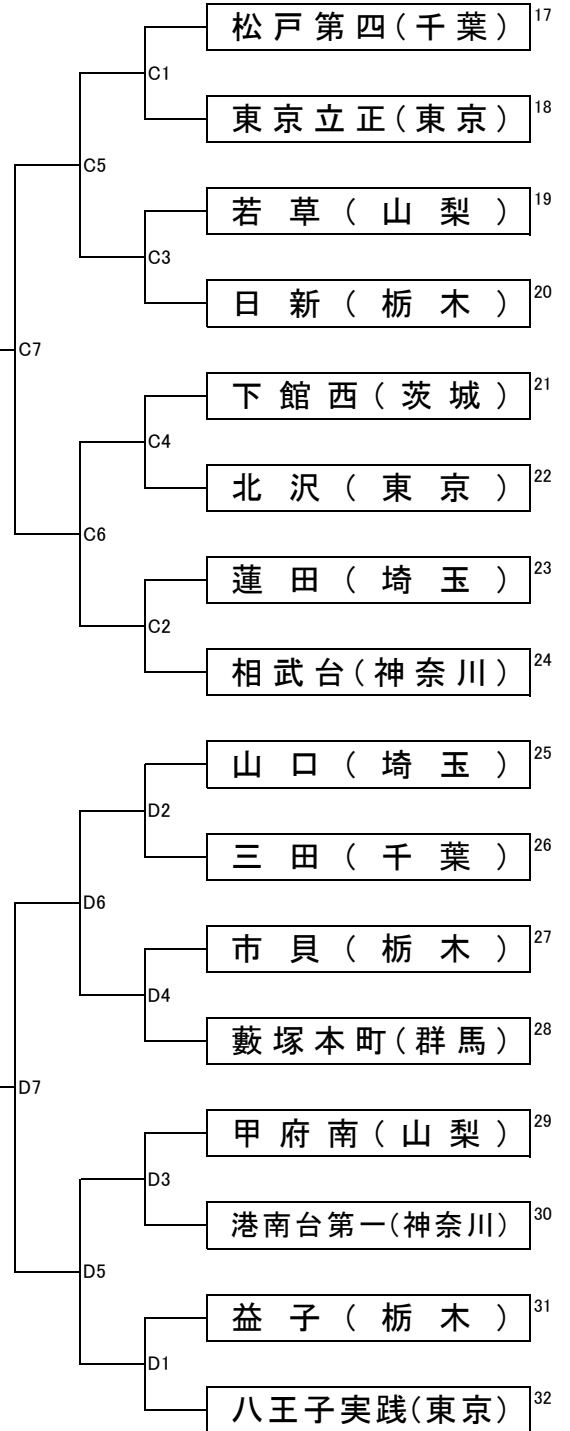 松戸第四(千葉) 17
C1
東京立正(東京) 18
C5
若草(山梨) 19
C3
日新(栃木) 20
C7
下館西(茨城) 21
C4
北沢(東京) 22
C6
蓮田(埼玉) 23
C2
相武台(神奈川) 24
山口(埼玉) 25
D2
三田(千葉) 26
D6
市貝(栃木) 27
D4
藪塚本町(群馬) 28
D7
甲府南(山梨) 29
D3
港南台第一(神奈川) 30
D5
益子(栃木) 31
D1
八王子実践(東京) 32